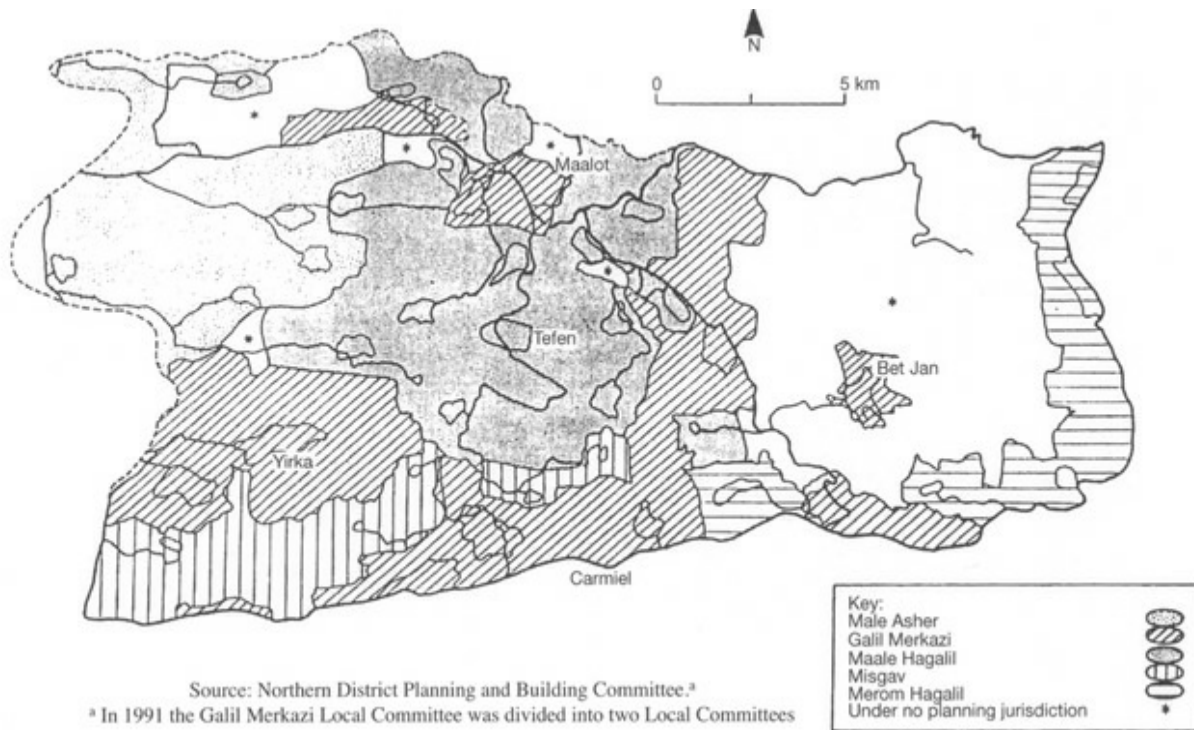 N
0
5 km
Maalot
Tefen
Bet Jan
Yirka
Carmiel
Key:
Male Asher
Galil Merkazi
Maale Hagalil
Misgav
Merom Hagalil
Under no planning jurisdiction *
Source: Northern District Planning and Building Committee.ª
ª In 1991 the Galil Merkazi Local Committee was divided into two Local Committees